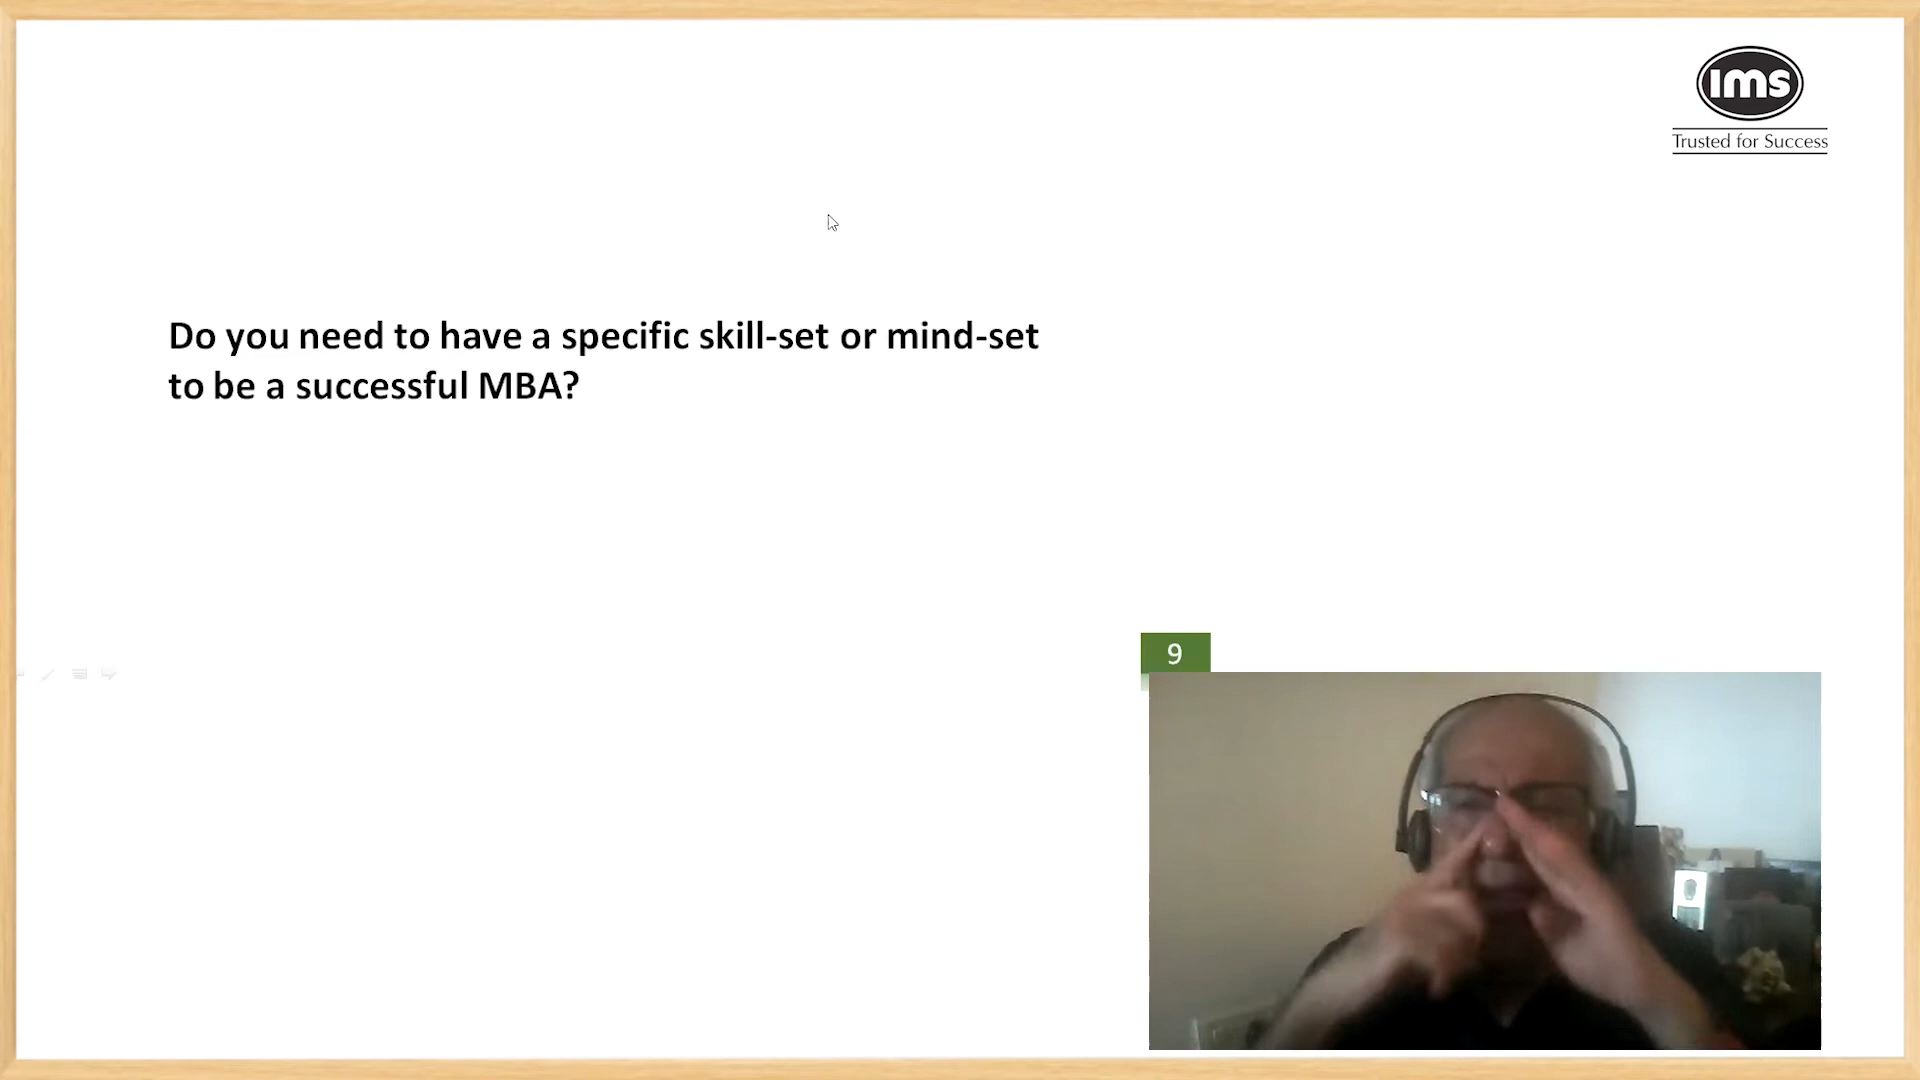 ims
Trusted for Success
Do you need to have a specific skill-set or mind-set
to be a successful MBA?
9